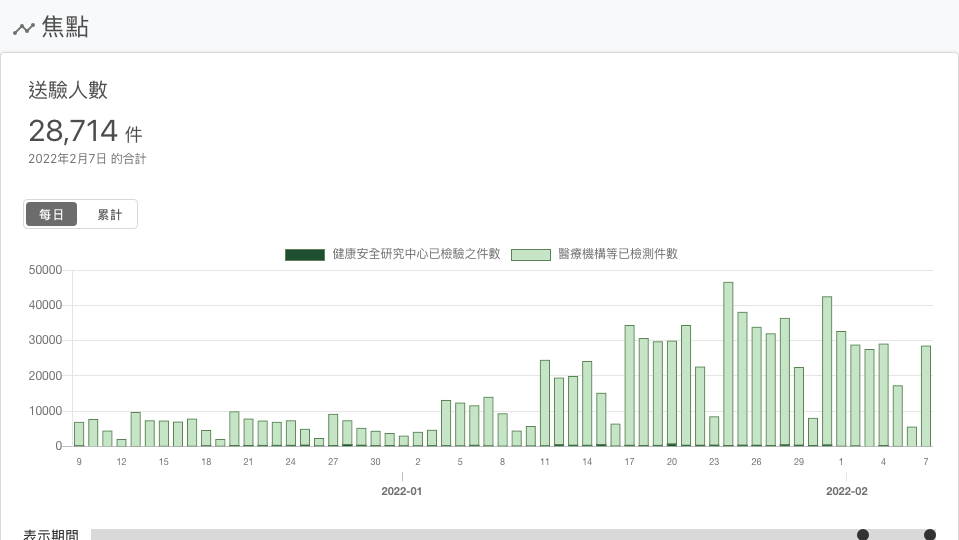 焦點
送驗人數
28,714 件
2022年2月7日 的合計
每日 累計
健康安全研究中心已檢驗之件數 醫療機構等已檢測件數
50000
40000
30000
20000
10000
0
9 12 15 18 21 24 27 30 2 5 8 11 14 17 20 23 26 29 1 4 7
2022-01 2022-02
表示期間